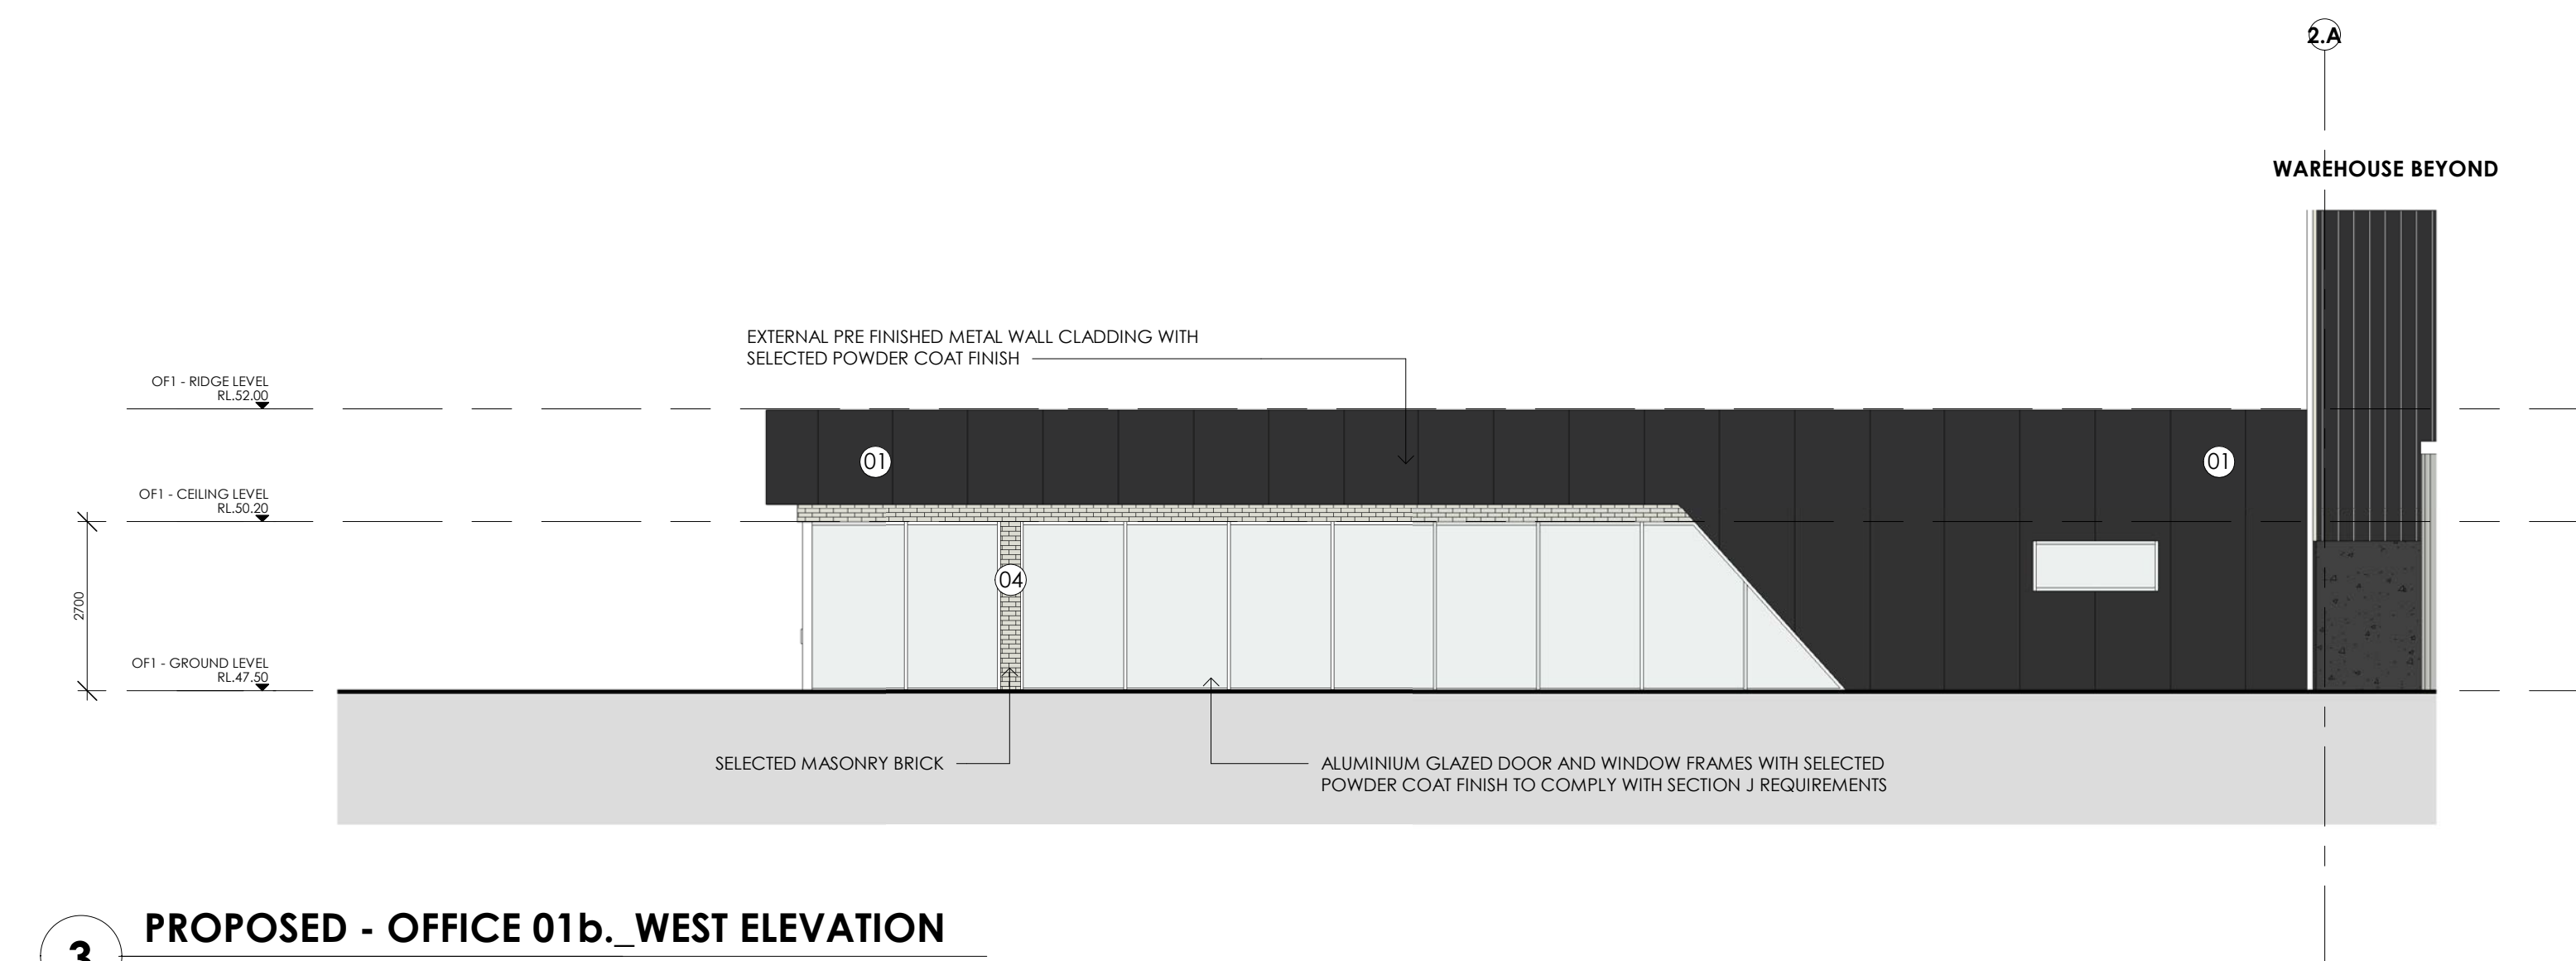 2.A
WAREHOUSE BEYOND
EXTERNAL PRE FINISHED METAL WALL CLADDING WITH
SELECTED POWDER COAT FINISH
OF1 - RIDGE LEVEL
RL.52.00
01
01
OF1 - CEILING LEVEL
RL.50.20
04
2700
OF1 - GROUND LEVEL
RL.47.50
SELECTED MASONRY BRICK
ALUMINIUM GLAZED DOOR AND WINDOW FRAMES WITH SELECTED
POWDER COAT FINISH TO COMPLY WITH SECTION J REQUIREMENTS
3
PROPOSED - OFFICE 01b._WEST ELEVATION